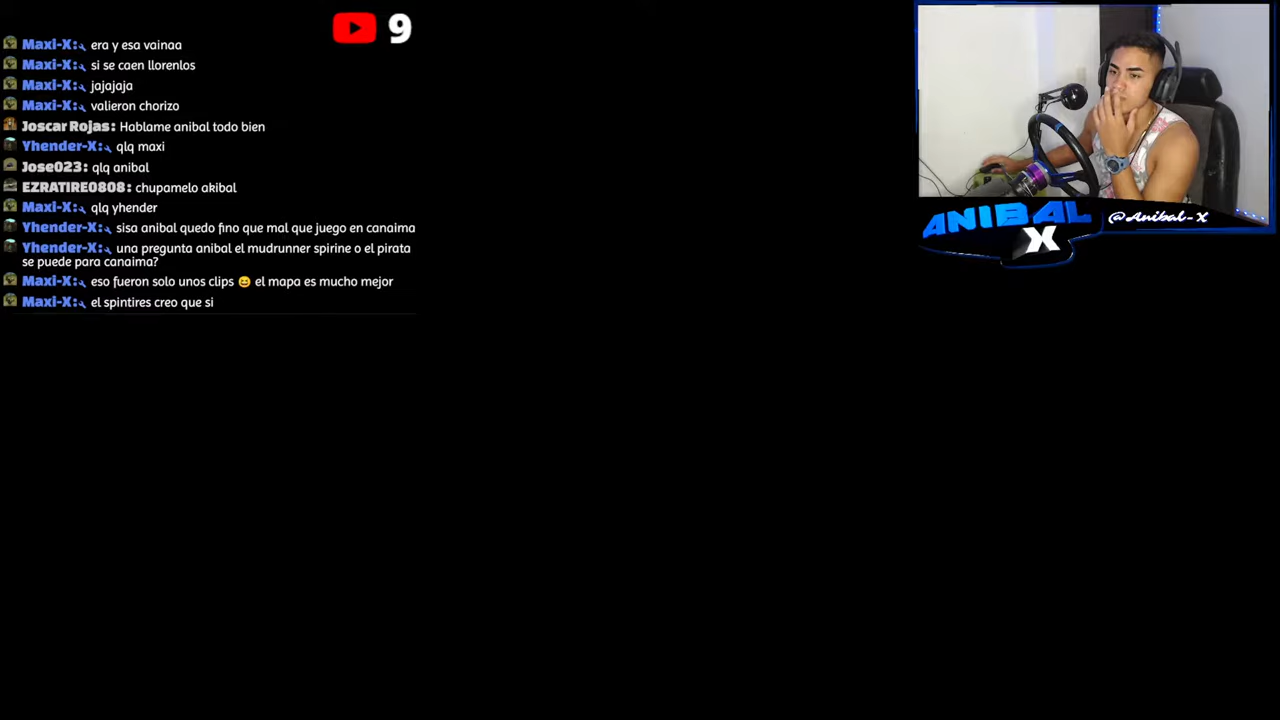 9
Maxi-X: era y esa vainaa
Maxi-X: si se caen llorenlos
Maxi-X: jajajaja
Maxi-X: valieron chorizo
Joscar Rojas: Hablame anibal todo bien
Yhender-X: qlq maxi
Jose023: qlq anibal
EZRATIRE0808: chupamelo akibal
Maxi-X: qlq yhender
Yhender-X: sisa anibal quedo fino que mal que juego en canaima
Yhender-X: una pregunta anibal el mudrunner spirine o el pirata
se puede para canaima?
Maxi-X: eso fueron solo unos clips 😆 el mapa es mucho mejor
Maxi-X: el spintires creo que si
ANIBAL
X
@Anibal-X